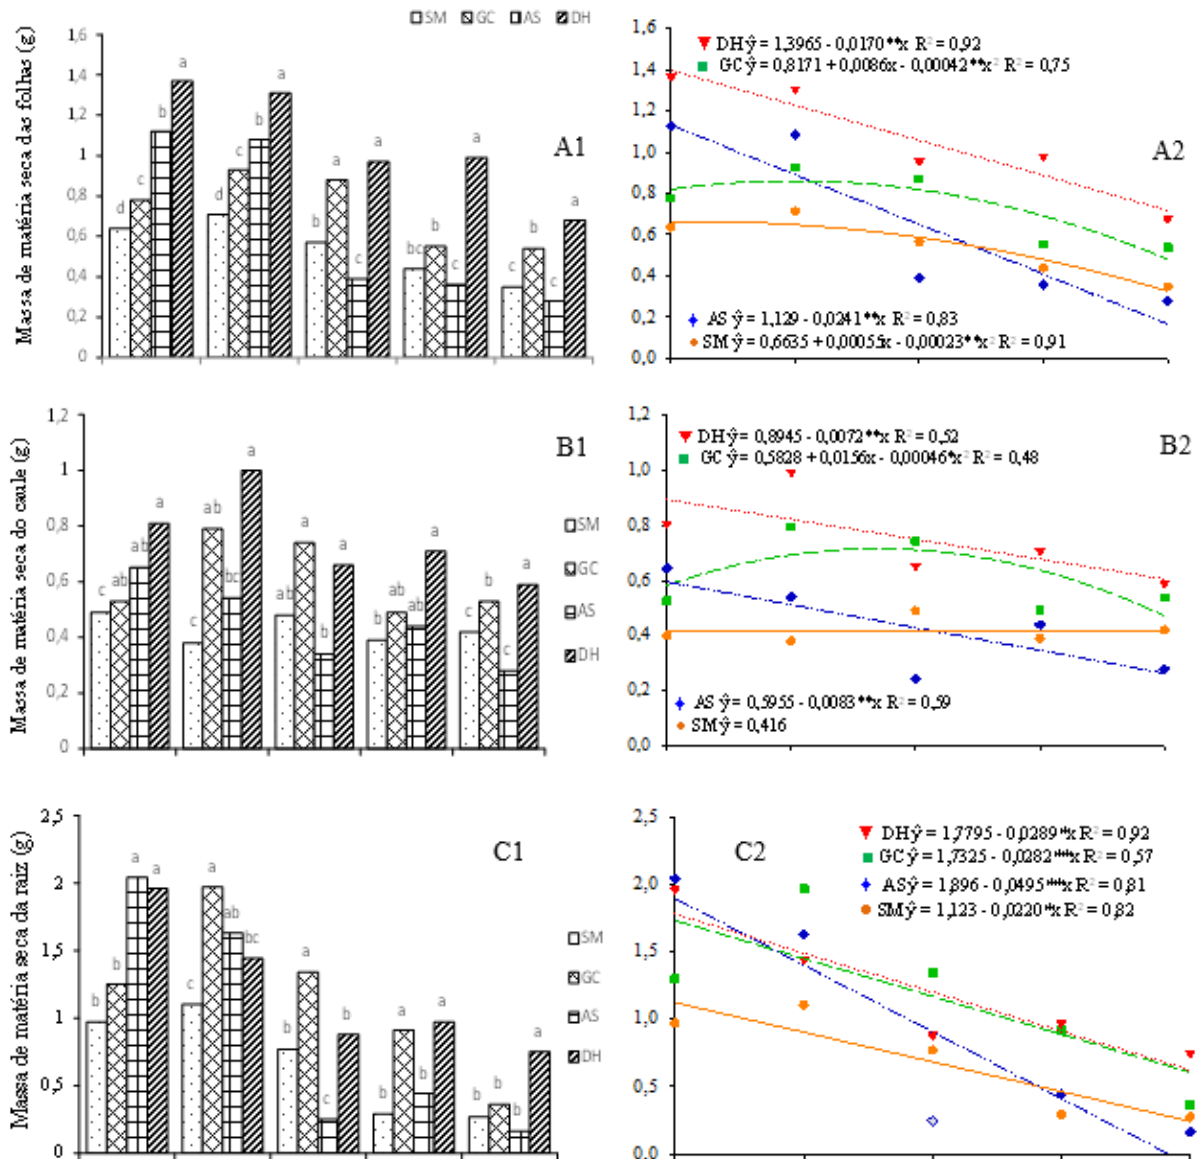 SM GC AS DH
Massa de matéria seca das folhas (g)
1,6
1,4
1,2
1
0,8
0,6
0,4
0,2
0
d c b a
d c b a
b a c a
bc b c a
b b c a
A1
1,6
1,4
1,2
1,0
0,8
0,6
0,4
0,2
0,0
DH ŷ = 1,3965 - 0,0170**x R² = 0,92
GC ŷ = 0,8171 + 0,0086x - 0,00042**x² R² = 0,75
A2
AS ŷ = 1,129 - 0,0241**x R² = 0,83
SM ŷ = 0,6635 + 0,00055x - 0,00023**x² R² = 0,91
Massa de matéria seca do caule (g)
1,2
1
0,8
0,6
0,4
0,2
0
c ab ab a
c ab bc a
ab a b a
b ab ab a
c b c a
B1
SM
GC
AS
DH
1,2
1,0
0,8
0,6
0,4
0,2
0,0
DH ŷ = 0,8945 - 0,0072**x R² = 0,52
GC ŷ = 0,5828 + 0,0156x - 0,00046*x² R² = 0,48
B2
AS ŷ = 0,5955 - 0,0083**x R² = 0,59
SM ŷ = 0,416
Massa de matéria seca da raiz (g)
2,5
2
1,5
1
0,5
0
b b a a
c a ab bc
b a c b
b a b a
b b b a
C1
SM
GC
AS
DH
2,5
2,0
1,5
1,0
0,5
0,0
C2
DH ŷ = 1,7795 - 0,0289**x R² = 0,92
GC ŷ = 1,7325 - 0,0282***x R² = 0,57
AS ŷ = 1,896 - 0,0495***x R² = 0,81
SM ŷ = 1,123 - 0,0220*x R² = 0,82